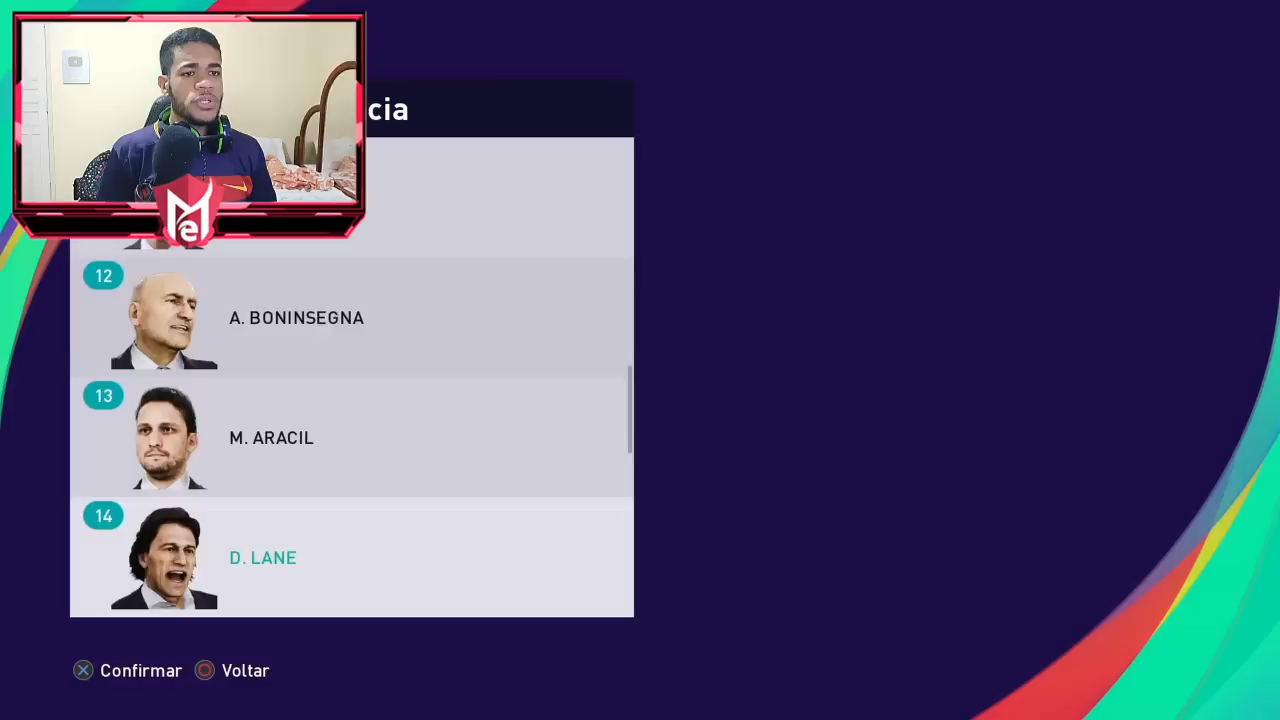 cia
12
A. BONINSEGNA
13
M. ARACIL
14
D. LANE
Confirmar
Voltar